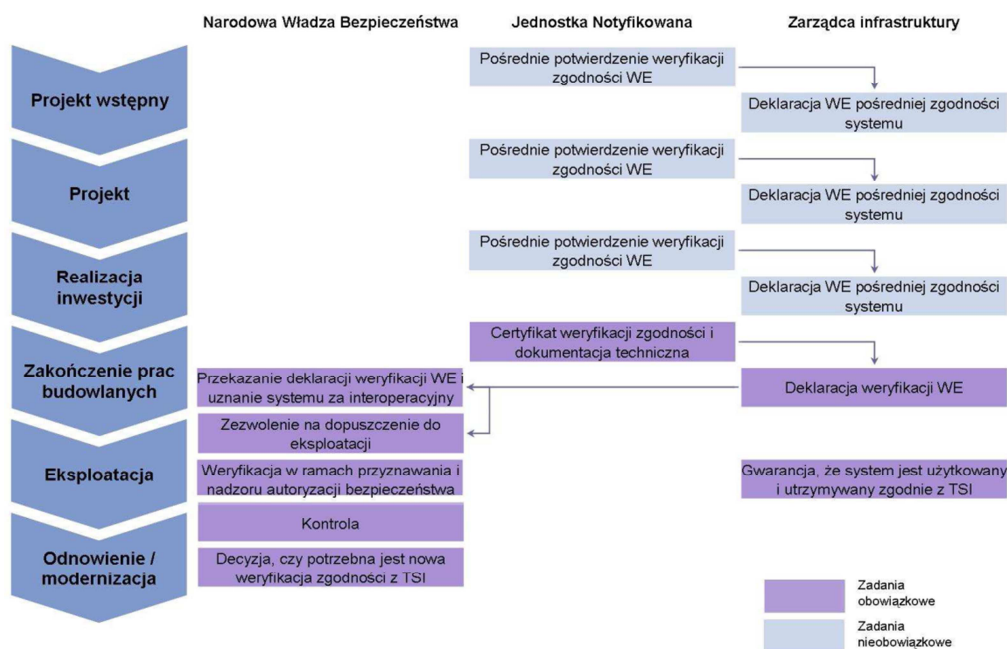 Narodowa Władza Bezpieczeństwa
Jednostka Notyfikowana
Zarządca infrastruktury
Projekt wstępny
Pośrednie potwierdzenie weryfikacji
zgodności WE
Deklaracja WE pośredniej zgodności
systemu
Projekt
Pośrednie potwierdzenie weryfikacji
zgodności WE
Deklaracja WE pośredniej zgodności
systemu
Realizacja
inwestycji
Pośrednie potwierdzenie weryfikacji
zgodności WE
Deklaracja WE pośredniej zgodności
systemu
Zakończenie prac
budowlanych
Certyfikat weryfikacji zgodności i
dokumentacja techniczna
Przekazanie deklaracji weryfikacji WE i
uznanie systemu za interoperacyjny
Deklaracja weryfikacji WE
Zezwolenie na dopuszczenie do
eksploatacji
Eksploatacja
Weryfikacja w ramach przyznawania i
nadzoru autoryzacji bezpieczeństwa
Gwarancja, że system jest użytkowany
i utrzymywany zgodnie z TSI
Kontrola
Odnowienie /
modernizacja
Decyzja, czy potrzebna jest nowa
weryfikacja zgodności z TSI
Zadania
obowiązkowe
Zadania
nieobowiązkowe